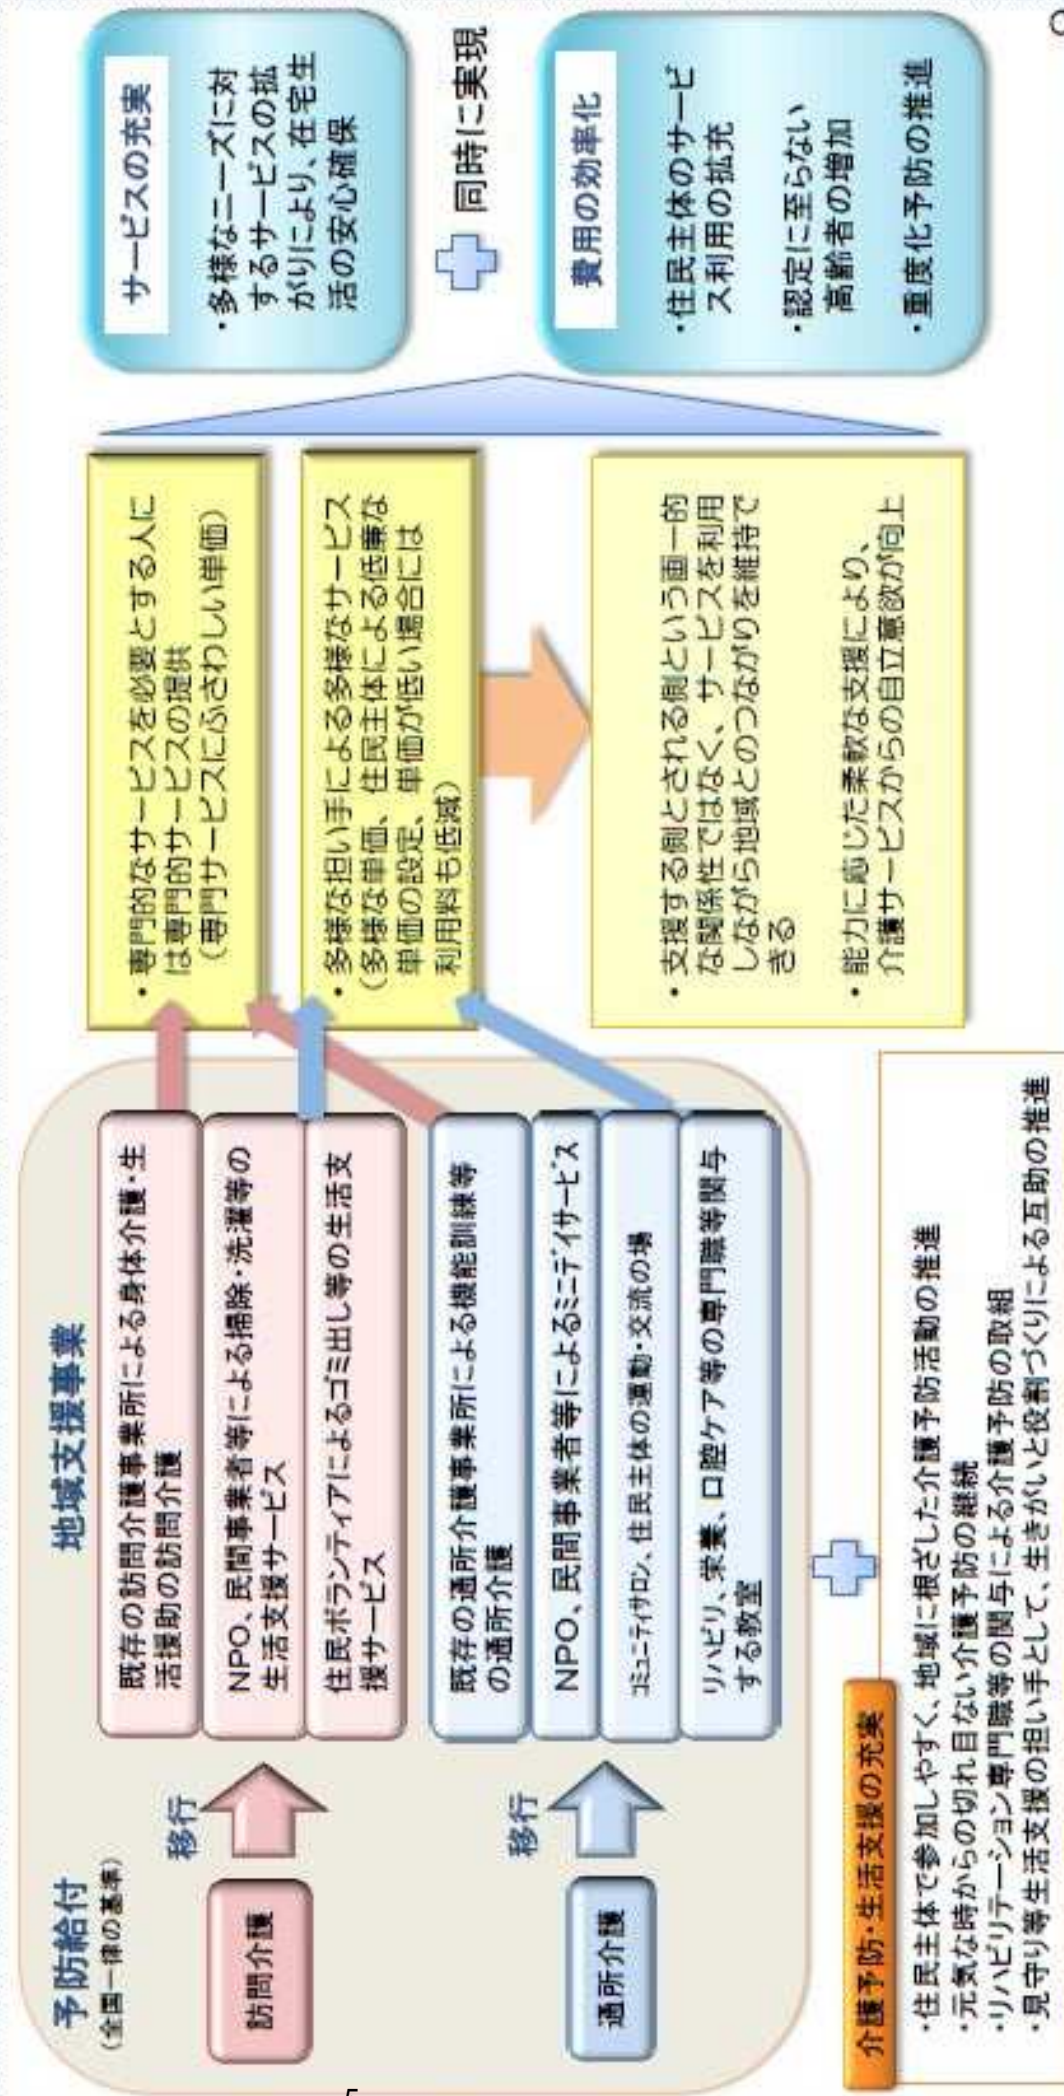 予防給付
(全国一律の基準)
地域支援事業
訪問介護
移行
既存の訪問介護事業所による身体介護・生
活援助の訪問介護
NPO、民間事業者等による掃除・洗濯等の
生活支援サービス
住民ボランティアによるゴミ出し等の生活支
援サービス
通所介護
移行
既存の通所介護事業所による機能訓練等
の通所介護
NPO、民間事業者等によるミニデイサービス
コミュニティサロン、住民主体の運動・交流の場
リハビリ、栄養、口腔ケア等の専門職等関与
する教室
・専門的なサービスを必要とする人に
は専門的サービスの提供
(専門サービスにふさわしい単価)
・多様な担い手による多様なサービス
(多様な単価、住民主体による低廉な
単価の設定、単価が低い場合には
利用料も低減)
・支援する側とされる側という画一的
な関係性ではなく、サービスを利用
しながら地域とのつながりを維持で
きる
・能力に応じた柔軟な支援により、
介護サービスからの自立意欲が向上
サービスの充実
・多様なニーズに対
するサービスの拡
がりにより、在宅生
活の安心確保
同時に実現
費用の効率化
・住民主体のサービ
ス利用の拡充
・認定に至らない
高齢者の増加
・重度化予防の推進
介護予防・生活支援の充実
・住民主体で参加しやすく、地域に根ざした介護予防活動の推進
・元気な時からの切れ目ない介護予防の継続
・リハビリテーション専門職等の関与による介護予防の取組
・見守り等生活支援の担い手として、生きがいと役割づくりによる互助の推進
5